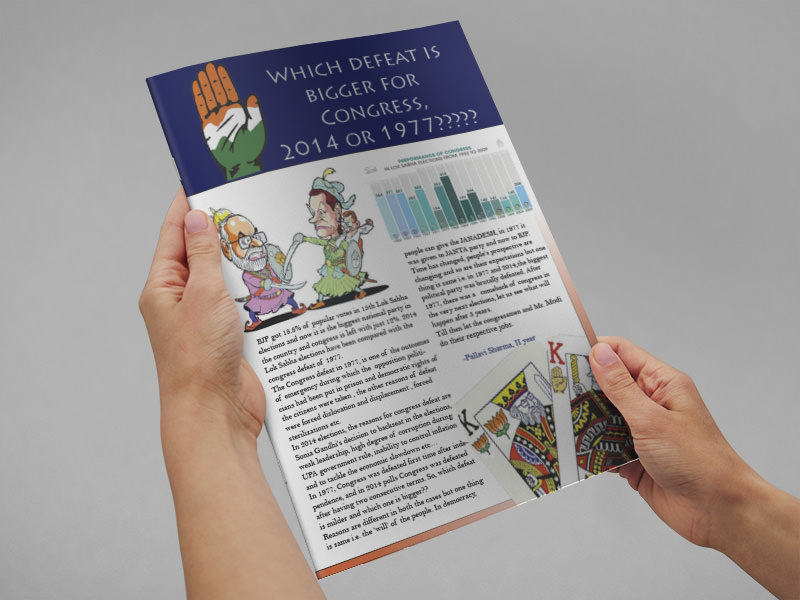 WHICH DEFEAT IS
BIGGER FOR
CONGRESS,
2014 OR 1977?????
PERFORMANCE OF CONGRESS
IN LOK SABHA ELECTIONS FROM 1952 TO 2009
BJP got 18.5% of popular votes in 15th Lok Sabha
elections and now it is the biggest national party in
the country and congress is left with just 12%. 2014
Lok Sabha elections have been compared with the
congress defeat of 1977.
The Congress defeat in 1977, is one of the outcomes
of emergency during which the opposition politi-
cians had been put in prison and democratic rights of
the citizens were taken . the other reasons of defeat
were forced dislocation and displacement , forced
sterilizations etc.
In 2014 elections, the reasons for congress defeat are
Sonia Gandhi's decision to backseat in the elections,
weak leadership, high degree of corruption during
UPA government rule, inability to control inflation
and to tackle the economic slowdown etc...
In 1977, Congress was defeated first time after inde-
pendence, and in 2014 polls Congress was defeated
after having two consecutive terms. So, which defeat
is milder and which one is bigger??
Reasons are different in both the cases but one thing
is same i.e. the 'will' of the people. In democracy,
people can give the JANADESH, in 1977 it
was given to JANTA party and now to BJP.
Time has changed, people's prospective are
changing and so are their expectations but one
thing is same i.e. in 1977 and 2014,the biggest
political party was brutally defeated. After
1977, there was a comeback of congress in
the very next elections, let us see what will
happen after 5 years.
Till then let the congressmen and Mr. Modi
do their respective jobs.
-Pallavi Sharma, II year
K
K